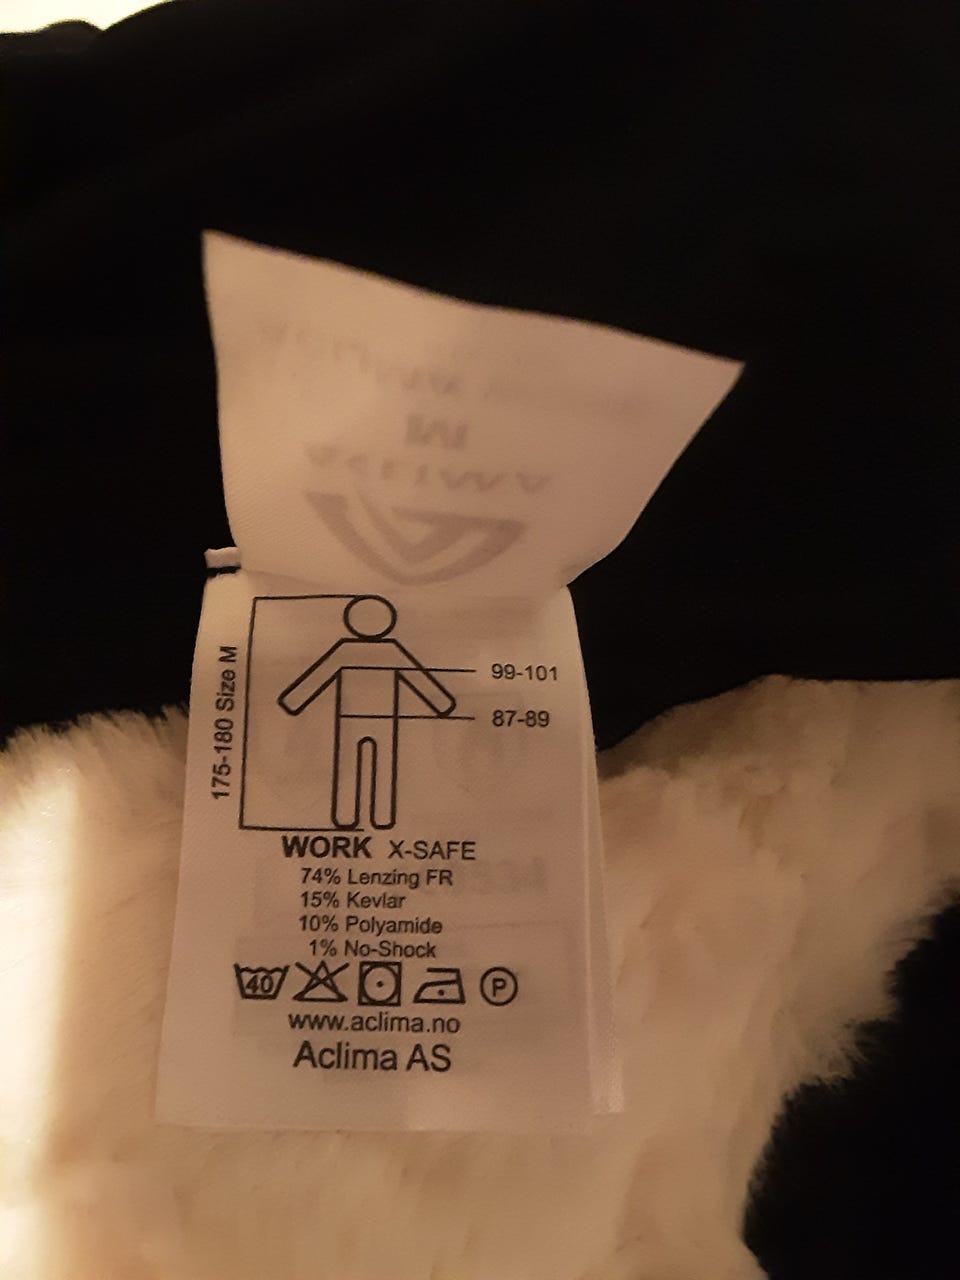 M
175-180 Size M
99-101
87-89
WORK X-SAFE
74% Lenzing FR
15% Kevlar
10% Polyamide
1% No-Shock
40 P
www.aclima.no
Aclima AS